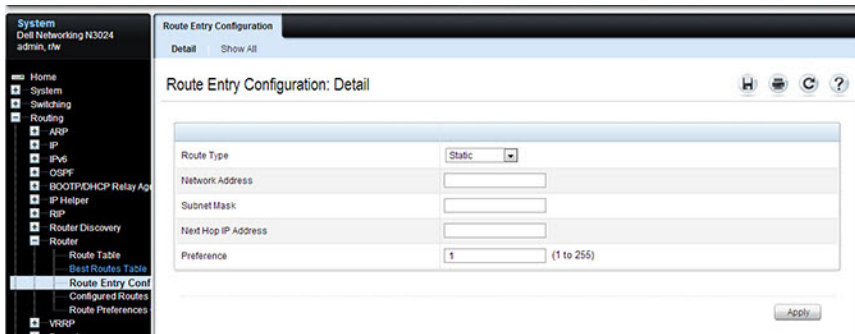 System
Dell Networking N3024
admin, r/w
Home
System
Switching
Routing
ARP
IP
IPv6
OSPF
BOOTP/DHCP Relay Age
IP Helper
RIP
Router Discovery
Router
Route Table
Best Routes Table
Route Entry Conf
Configured Routes
Route Preferences
VRRP
Route Entry Configuration
Detail Show All
Route Entry Configuration: Detail
Route Type Static
Network Address
Subnet Mask
Next Hop IP Address
Preference 1 (1 to 255)
Apply